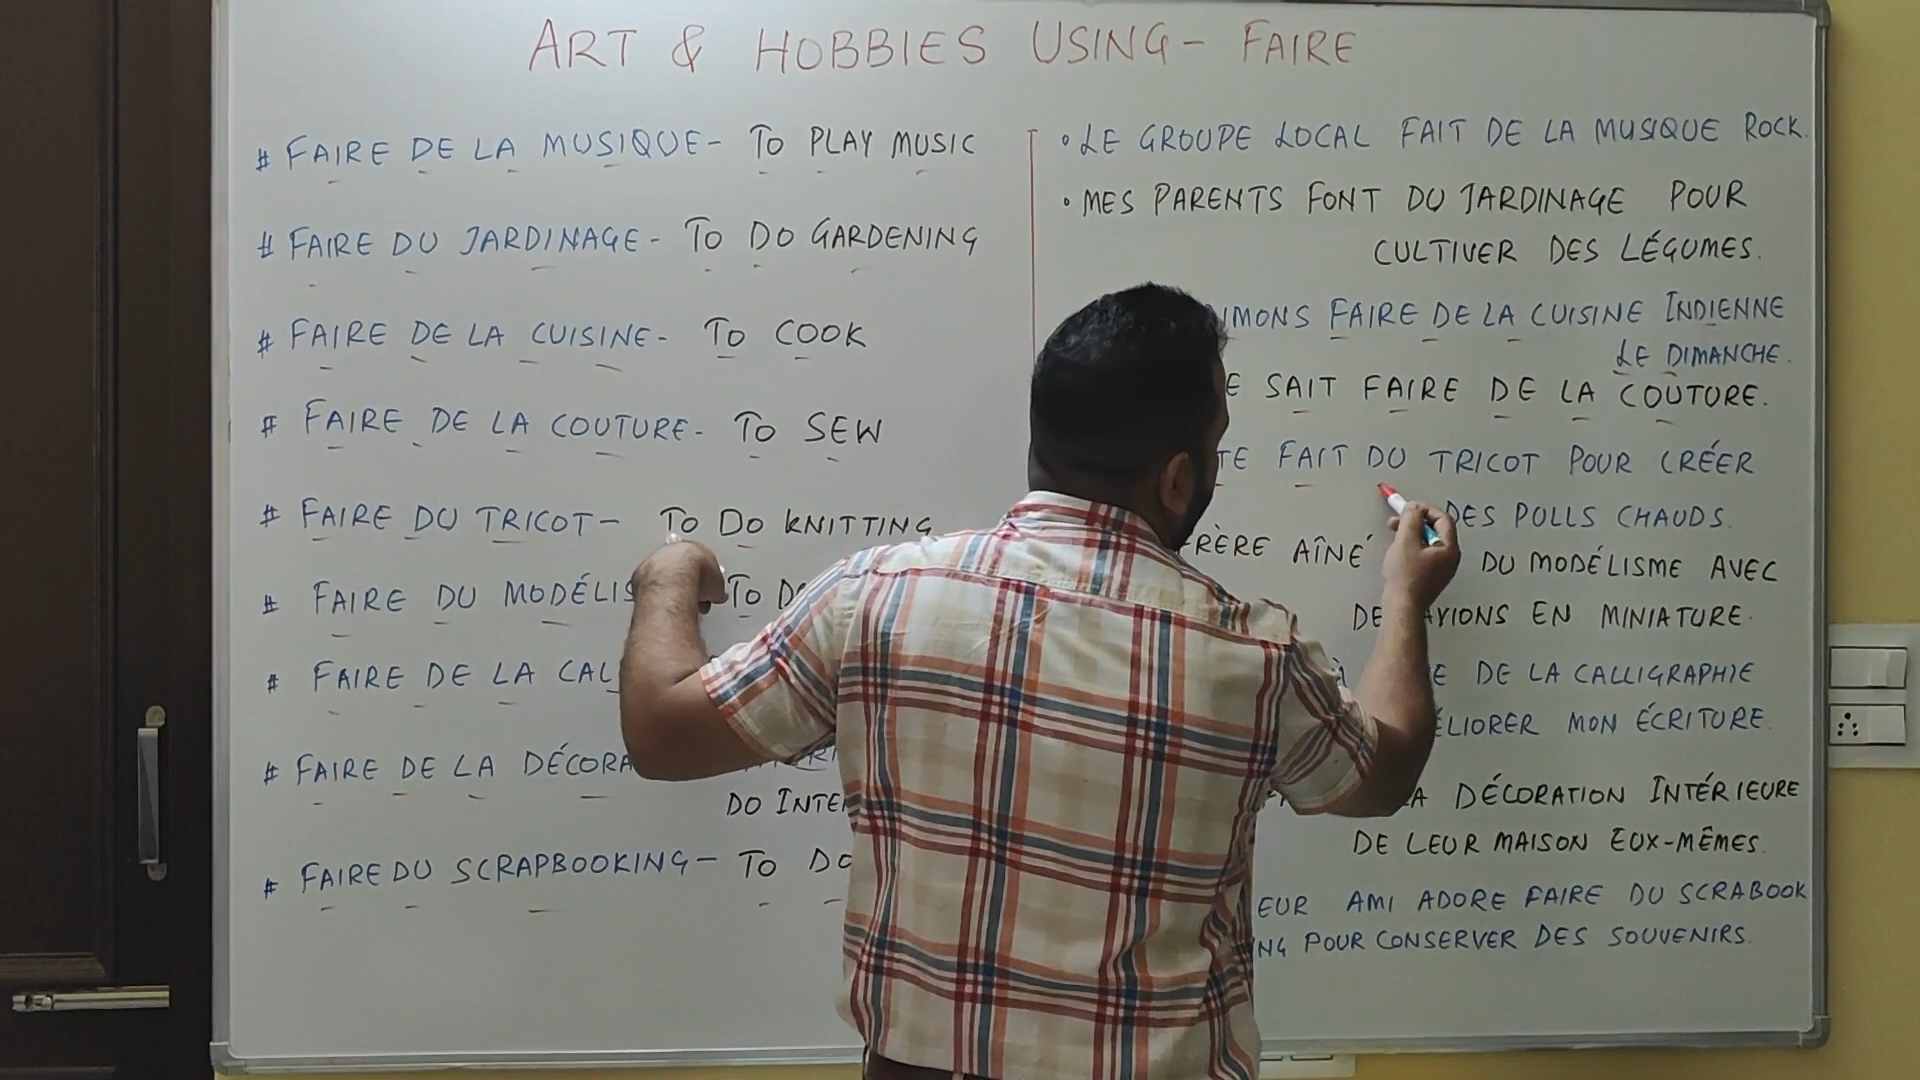 ART & HOBBIES USING - FAIRE
# FAIRE DE LA MUSIQUE - TO PLAY MUSIC
# FAIRE DU JARDINAGE - TO DO GARDENING
# FAIRE DE LA CUISINE - TO COOK
# FAIRE DE LA COUTURE - TO SEW
# FAIRE DU TRICOT - TO DO KNITTING
# FAIRE DU TO
# FAIRE DE LA
# FAIRE DE LA
DO
# FAIRE DU SCRAPBOOKING - TO DO
• LE GROUPE LOCAL FAIT DE LA MUSIQUE ROCK.
• MES PARENTS FONT DU JARDINAGE POUR
CULTIVER DES LÉGUMES.
FAIRE DE LA CUISINE INDIENNE
LE DIMANCHE.
SAIT FAIRE DE LA COUTURE.
FAIT DU TRICOT POUR CRÉER
DES PULLS CHAUDS.
AÎNÉ DU MODÉLISME AVEC
EN MINIATURE.
DE LA CALLIGRAPHIE
MON ÉCRITURE.
DÉCORATION INTÉRIEURE
DE LEUR MAISON EUX-MÊMES.
AMI ADORE FAIRE DU SCRABOOK
POUR CONSERVER DES SOUVENIRS.